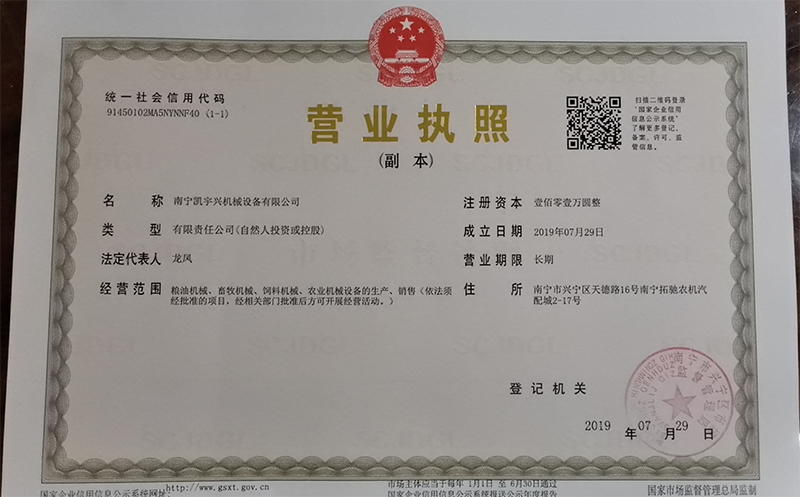 统一社会信用代码
91450102MA5NYNNF40 (1-1)
营业执照
(副 本)
扫描二维码登录
‘国家企业信用
信息公示系统’
了解更多登记、
备案、许可、监
管信息。
名 称 南宁凯宇兴机械设备有限公司
类 型 有限责任公司(自然人投资或控股)
法定代表人 龙凤
经营范围 粮油机械、畜牧机械、饲料机械、农业机械设备的生产、销售(依法须
经批准的项目,经相关部门批准后方可开展经营活动。)
注册资本 壹佰零壹万圆整
成立日期 2019年07月29日
营业期限 长期
住 所 南宁市兴宁区天德路16号南宁拓驰农机汽
配城2-17号
登记机关
2019 年 07 月 29 日
国家企业信用信息公示系统网址:
http://www.gsxt.gov.cn
市场主体应当于每年 1月1日 至 6月30日通过
国家企业信用信息公示系统报送公示年度报告
国家市场监督管理总局监制